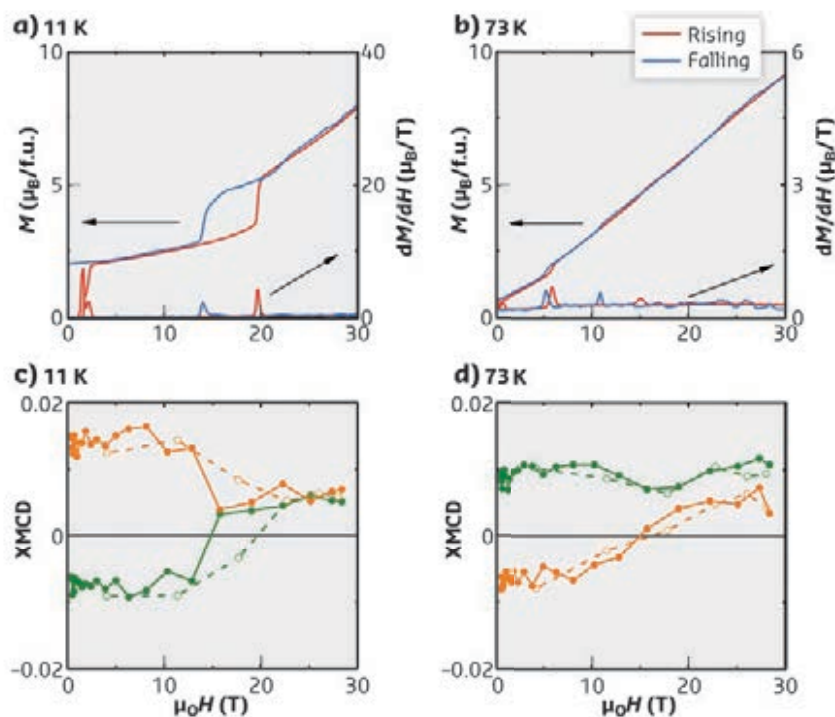 a) 11 K
b) 73 K
Rising
Falling
10
5
0
M (μB/f.u.)
40
20
0
dM/dH (μB/T)
0
10
20
30
10
5
0
M (μB/f.u.)
6
3
0
dM/dH (μB/T)
0
10
20
30
c) 11 K
d) 73 K
0.02
0
−0.02
XMCD
0
10
20
30
μ0H (T)
0.02
0
−0.02
XMCD
0
10
20
30
μ0H (T)